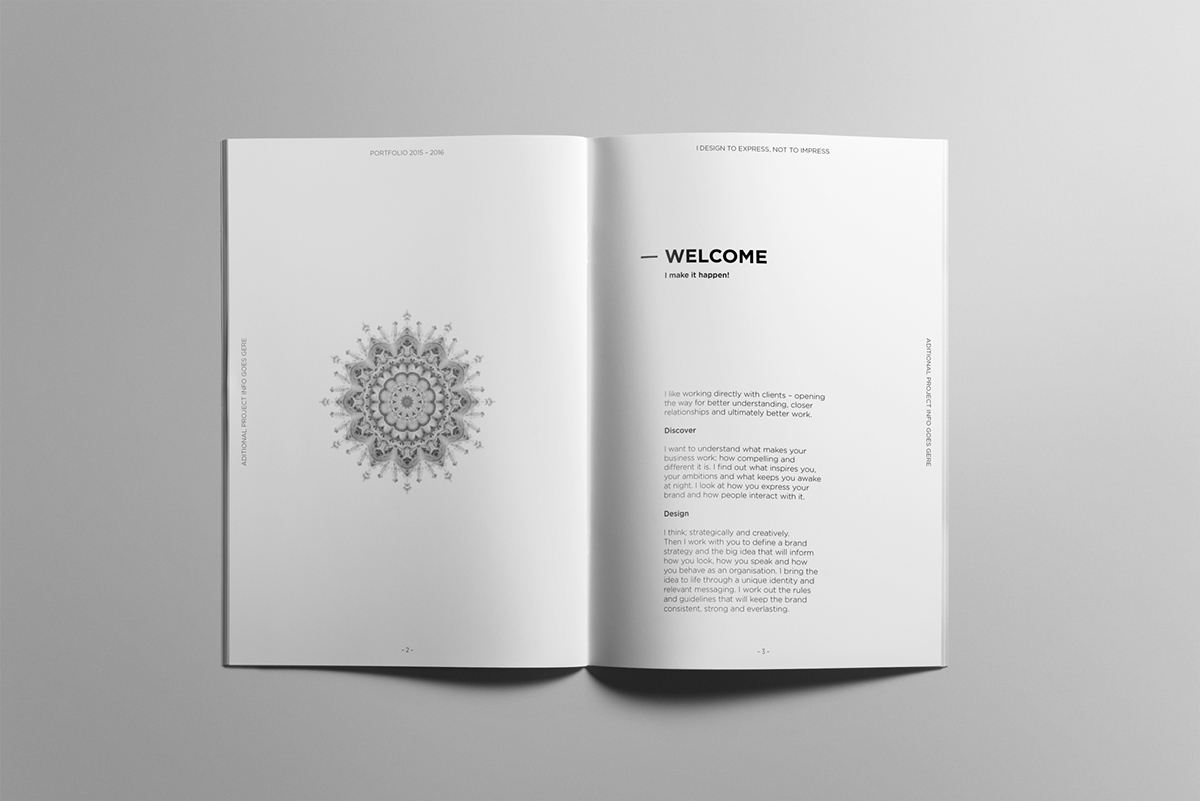 PORTFOLIO 2015 – 2016
ADITIONAL PROJECT INFO GOES GERE
– 2 –
I DESIGN TO EXPRESS, NOT TO IMPRESS
— WELCOME
I make it happen!
I like working directly with clients – opening
the way for better understanding, closer
relationships and ultimately better work.
Discover
I want to understand what makes your
business work; how compelling and
different it is. I find out what inspires you,
your ambitions and what keeps you awake
at night. I look at how you express your
brand and how people interact with it.
Design
I think; strategically and creatively.
Then I work with you to define a brand
strategy and the big idea that will inform
how you look, how you speak and how
you behave as an organisation. I bring the
idea to life through a unique identity and
relevant messaging. I work out the rules
and guidelines that will keep the brand
consistent, strong and everlasting.
ADITIONAL PROJECT INFO GOES GERE
– 3 –